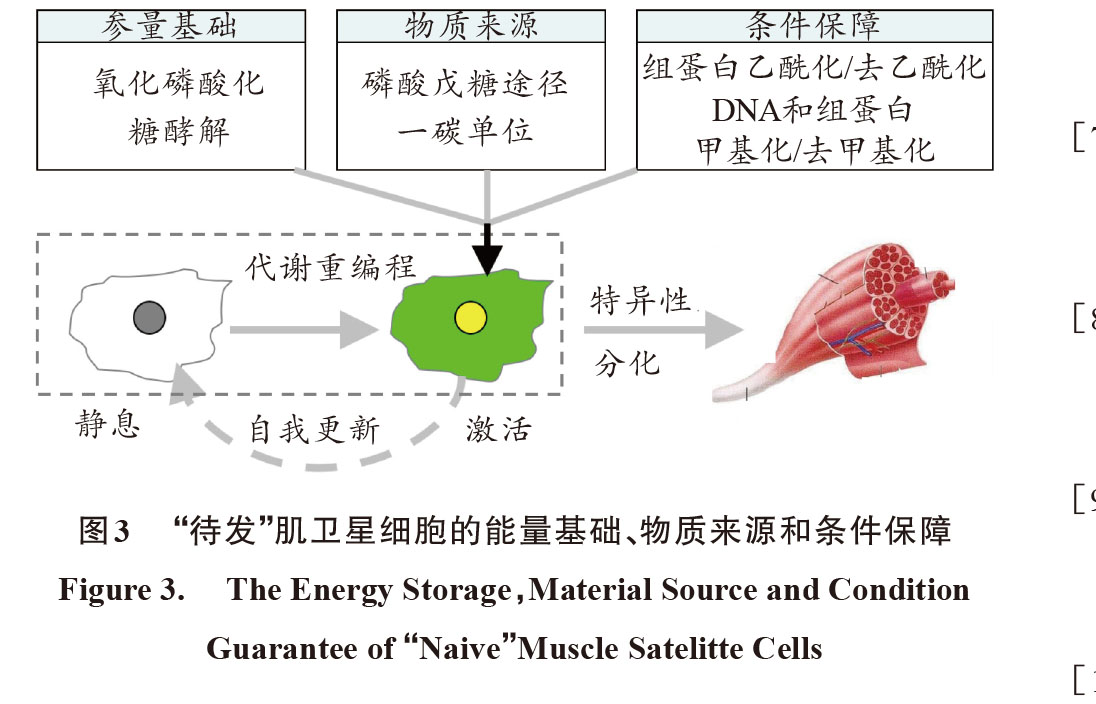 参量基础
氧化磷酸化
糖酵解
物质来源
磷酸戊糖途径
一碳单位
条件保障
组蛋白乙酰化/去乙酰化
DNA和组蛋白
甲基化/去甲基化
代谢重编程
特异性
分化
静息
自我更新
激活
图3 “待发”肌卫星细胞的能量基础、物质来源和条件保障
Figure 3. The Energy Storage,Material Source and Condition
Guarantee of “Naive”Muscle Satelitte Cells
[
[8
[9
[1